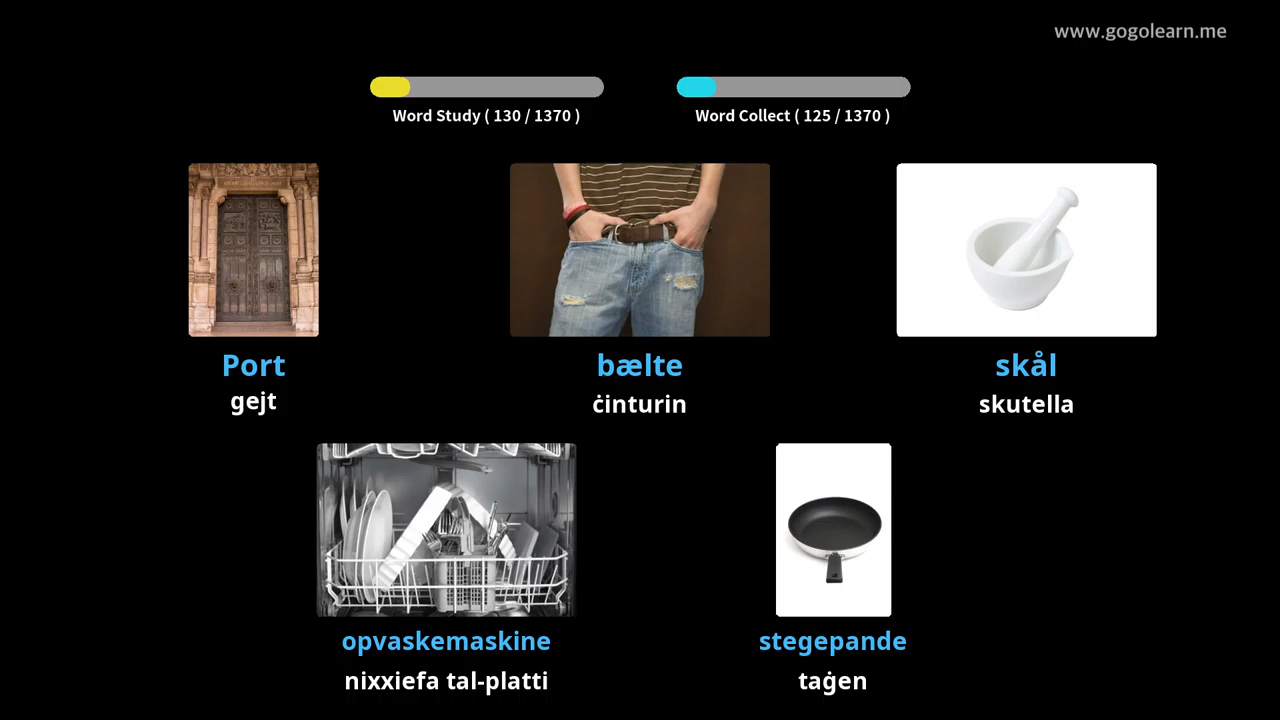 www.gogolearn.me
Word Study ( 130 / 1370 )
Word Collect ( 125 / 1370 )
Port
gejt
bælte
ċinturin
skål
skutella
opvaskemaskine
nixxiefa tal-platti
stegepande
taġen